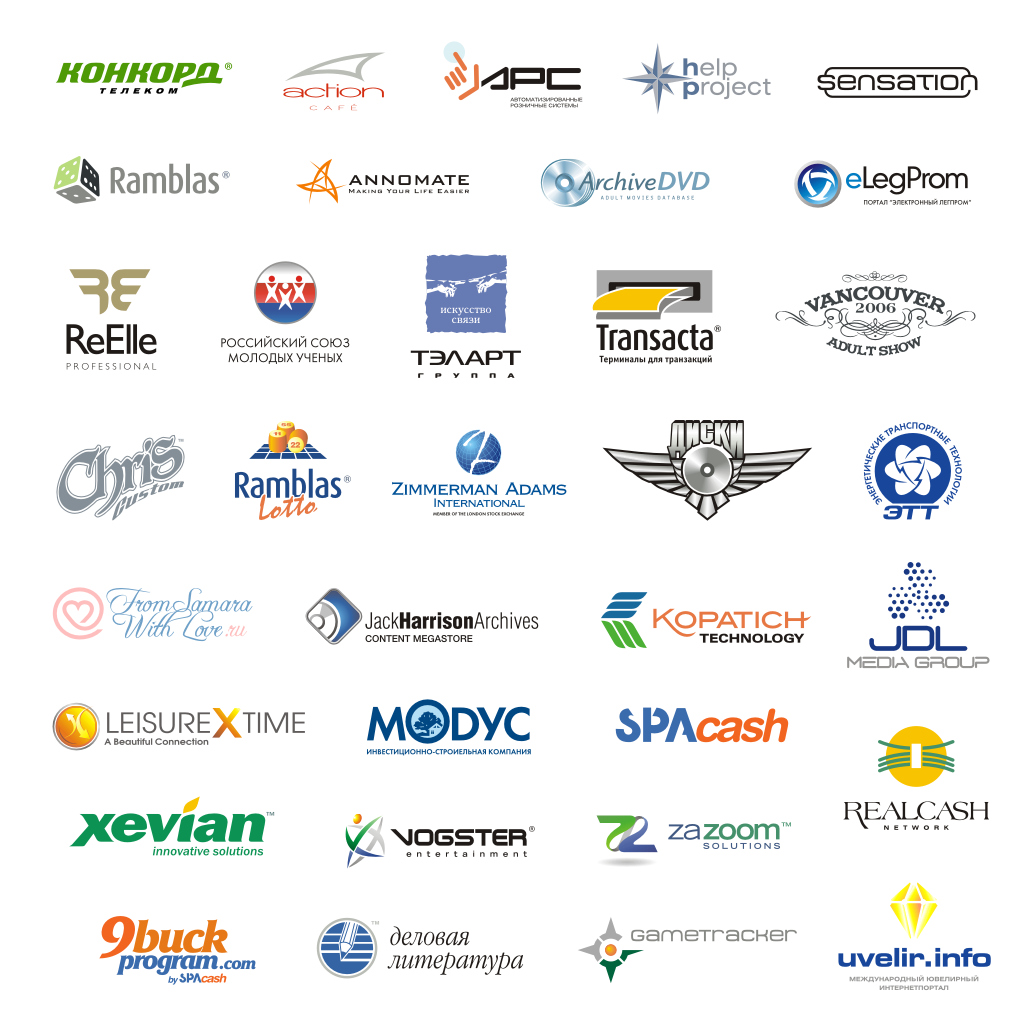 КОНКОРД®
ТЕЛЕКОМ
action
CAFÉ
АРС
АВТОМАТИЗИРОВАННЫЕ
РОЗНИЧНЫЕ СИСТЕМЫ
help
project
sensation
Ramblas®
ANNOMATE
MAKING YOUR LIFE EASIER
ArchiveDVD
ADULT MOVIES DATABASE
eLegProm
ПОРТАЛ "ЭЛЕКТРОННЫЙ ЛЕГПРОМ"
RE
ReElle
PROFESSIONAL
РОССИЙСКИЙ СОЮЗ
МОЛОДЫХ УЧЕНЫХ
искусство
связи
ТЭЛАРТ
ГРУППА
Transacta®
Терминалы для транзакций
VANCOUVER
2006
ADULT SHOW
Chris™
Custom
22
Ramblas®
Lotto
ZIMMERMAN ADAMS
INTERNATIONAL
MEMBER OF THE LONDON STOCK EXCHANGE
ДИСКИ
ЭНЕРГЕТИЧЕСКИЕ ТРАНСПОРТНЫЕ ТЕХНОЛОГИИ
ЭТТ
From Samara
With Love.ru
JackHarrisonArchives
CONTENT MEGASTORE
KOPATICH
TECHNOLOGY
JDL
MEDIA GROUP
LEISUREXTIME
A Beautiful Connection
МОДУС
ИНВЕСТИЦИОННО-СТРОИЕЛЬНАЯ КОМПАНИЯ
SPAcash
REALCASH
NETWORK
xevian™
innovative solutions
VOGSTER®
entertainment
zazoom™
SOLUTIONS
9buck
program.com
by SPAcash
™
деловая
литература
GAMETRACKER
uvelir.info
МЕЖДУНАРОДНЫЙ ЮВЕЛИРНЫЙ
ИНТЕРНЕТПОРТАЛ